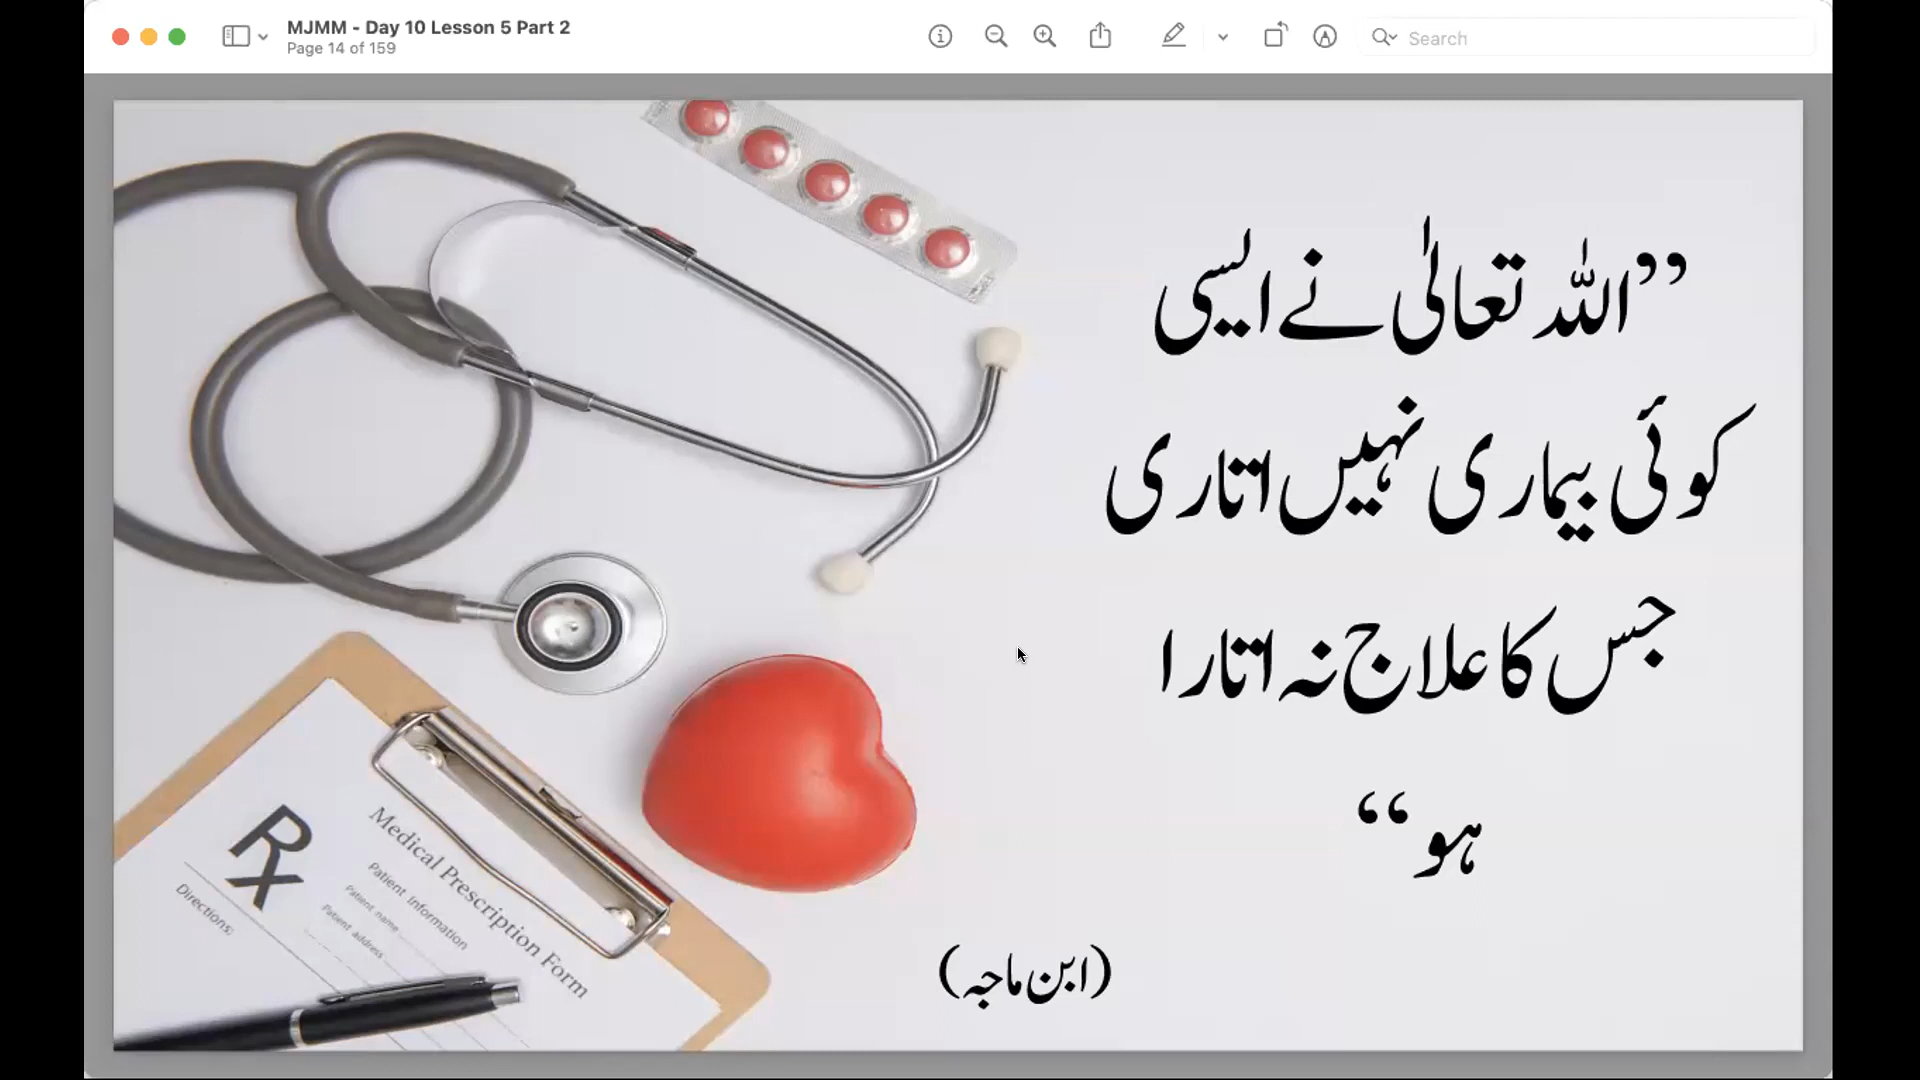 MJMM - Day 10 Lesson 5 Part 2
Page 14 of 159
Search
”اللہ تعالیٰ نے ایسی
کوئی بیماری نہیں اتاری
جس کا علاج نہ اتارا
ہو“
(ابن ماجہ)
Rx
Medical Prescription Form
Patient Information
Patient name
Patient address
Directions: